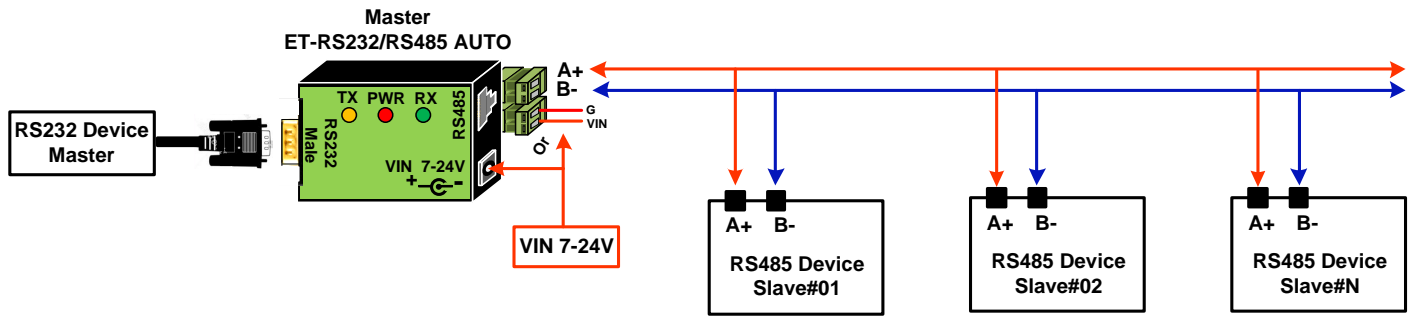 Master
ET-RS232/RS485 AUTO
A+
B-
TX PWR RX
RS485
G
VIN
or
RS232 Device
Master
RS232
Male
VIN 7-24V
+ -
VIN 7-24V
A+ B-
RS485 Device
Slave#01
A+ B-
RS485 Device
Slave#02
A+ B-
RS485 Device
Slave#N